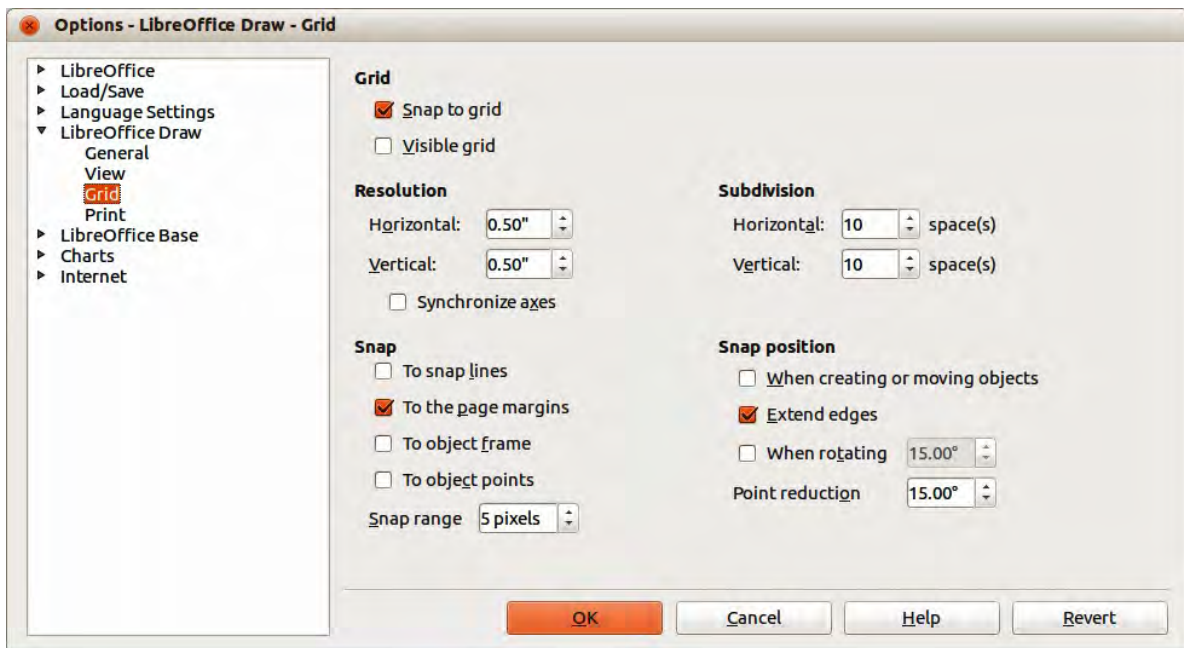 Options - LibreOffice Draw - Grid
LibreOffice
Load/Save
Language Settings
LibreOffice Draw
General
View
Grid
Print
LibreOffice Base
Charts
Internet
Grid
Snap to grid
Visible grid
Resolution
Horizontal: 0.50"
Vertical: 0.50"
Synchronize axes
Subdivision
Horizontal: 10 space(s)
Vertical: 10 space(s)
Snap
To snap lines
To the page margins
To object frame
To object points
Snap range 5 pixels
Snap position
When creating or moving objects
Extend edges
When rotating 15.00°
Point reduction 15.00°
OK
Cancel
Help
Revert